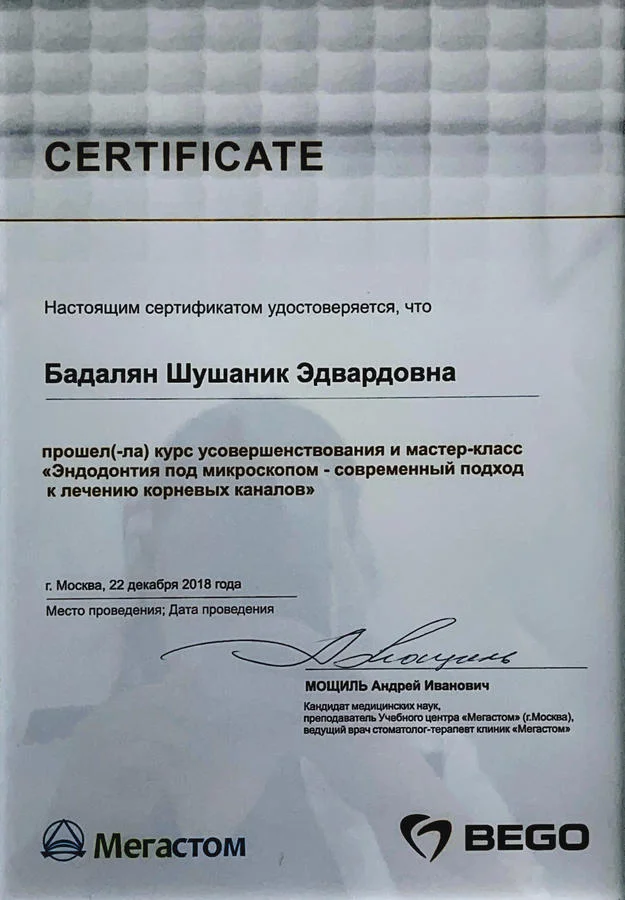 CERTIFICATE
Настоящим сертификатом удостоверяется, что
Бадалян Шушаник Эдвардовна
прошел(-ла) курс усовершенствования и мастер-класс
«Эндодонтия под микроскопом - современный подход
к лечению корневых каналов»
г. Москва, 22 декабря 2018 года
Место проведения; Дата проведения
МОЩИЛЬ Андрей Иванович
Кандидат медицинских наук,
преподаватель Учебного центра «Мегастом» (г.Москва),
ведущий врач стоматолог-терапевт клиник «Мегастом»
Мегастом
BEGO